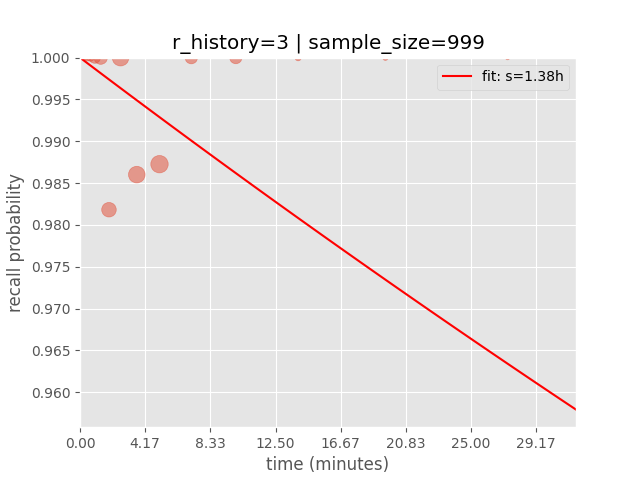 r_history=3 | sample_size=999
fit: s=1.38h
1.000
0.995
0.990
0.985
0.980
0.975
0.970
0.965
0.960
recall probability
0.00 4.17 8.33 12.50 16.67 20.83 25.00 29.17
time (minutes)